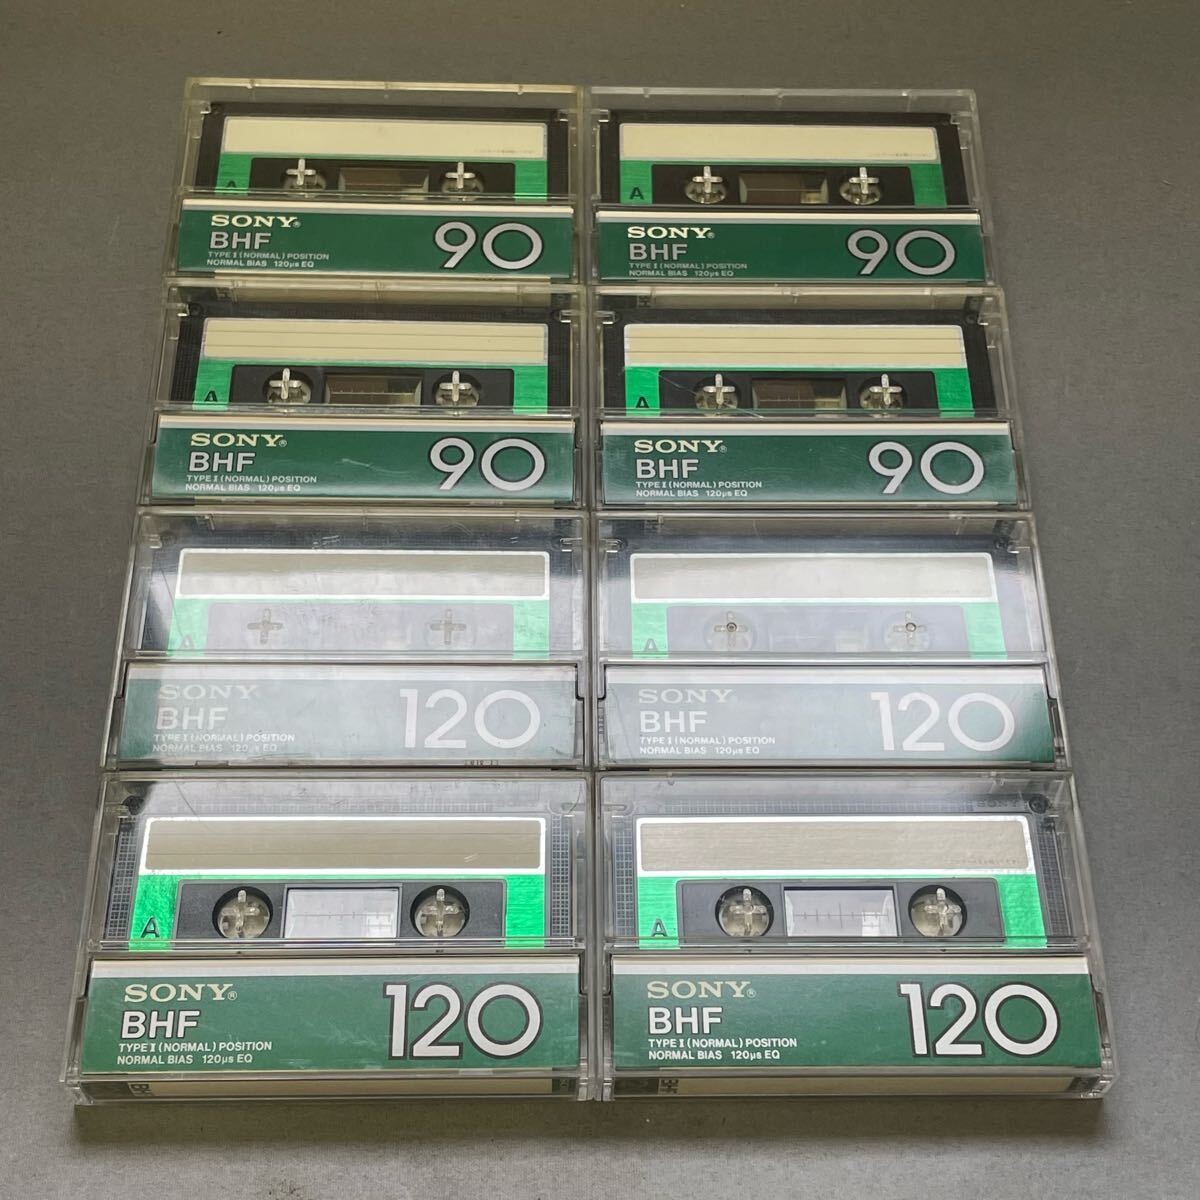 A
SONY®
BHF
90
TYPE I (NORMAL) POSITION
NORMAL BIAS 120µs EQ
A
SONY®
BHF
90
TYPE I (NORMAL) POSITION
NORMAL BIAS 120µs EQ
A
SONY®
BHF
90
TYPE I (NORMAL) POSITION
NORMAL BIAS 120µs EQ
A
SONY®
BHF
90
TYPE I (NORMAL) POSITION
NORMAL BIAS 120µs EQ
A
SONY
BHF
120
TYPE I (NORMAL) POSITION
NORMAL BIAS 120µs EQ
A
SONY
BHF
120
TYPE I (NORMAL) POSITION
NORMAL BIAS 120µs EQ
A
SONY®
BHF
120
TYPE I (NORMAL) POSITION
NORMAL BIAS 120µs EQ
SONY
A
SONY®
BHF
120
TYPE I (NORMAL) POSITION
NORMAL BIAS 120µs EQ